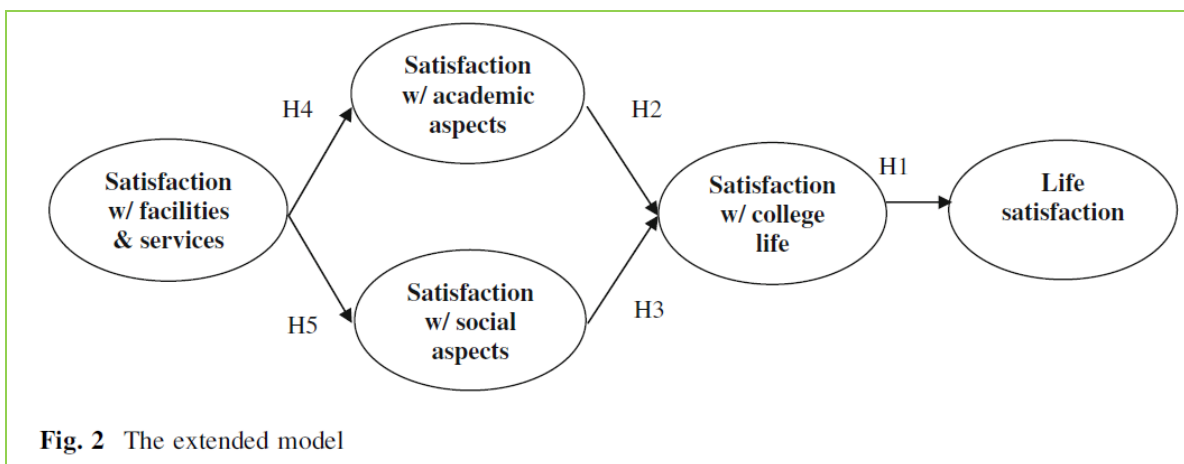 Satisfaction
w/ facilities
& services
H4
Satisfaction
w/ academic
aspects
H2
H5
Satisfaction
w/ social
aspects
H3
Satisfaction
w/ college
life
H1
Life
satisfaction
Fig. 2 The extended model